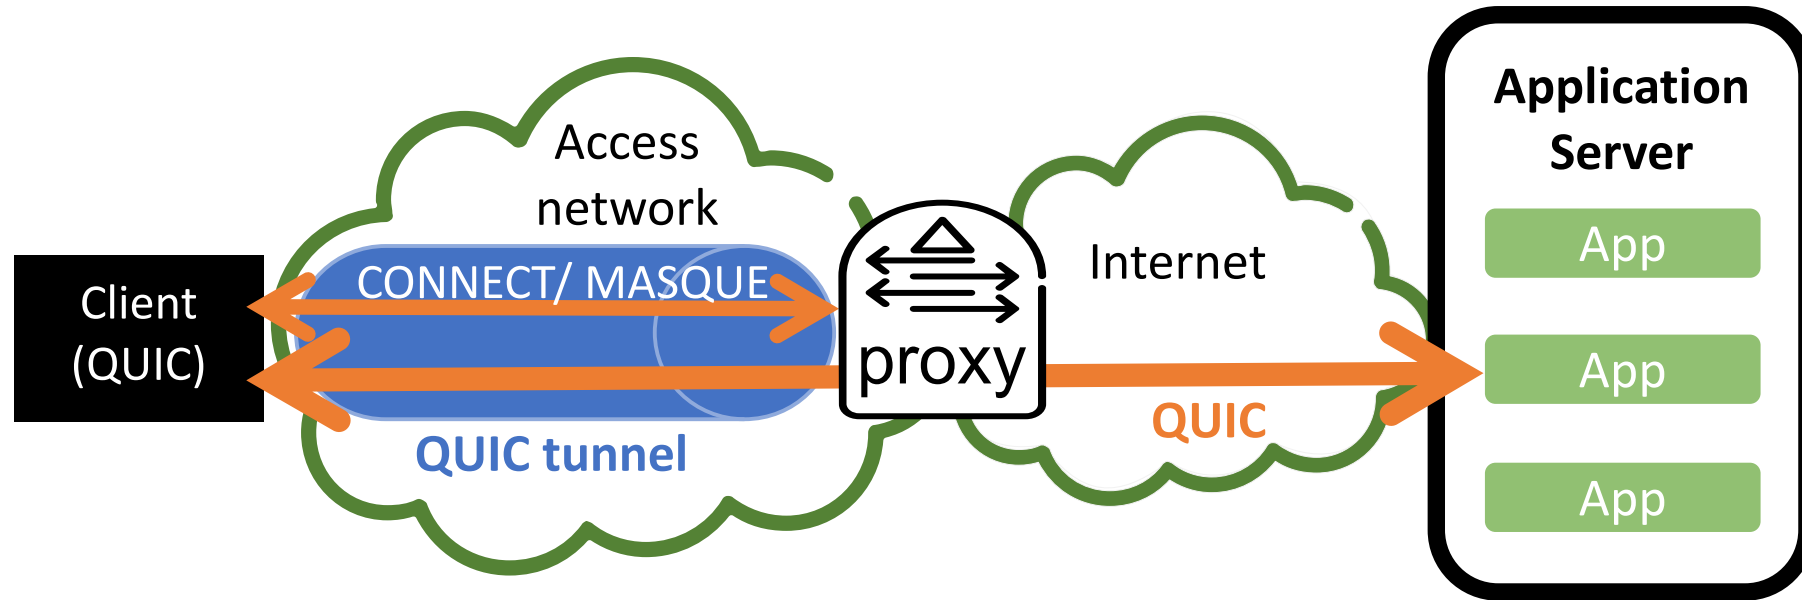 Client
(QUIC)
Access
network
CONNECT/ MASQUE
QUIC tunnel
proxy
Internet
QUIC
Application
Server
App
App
App